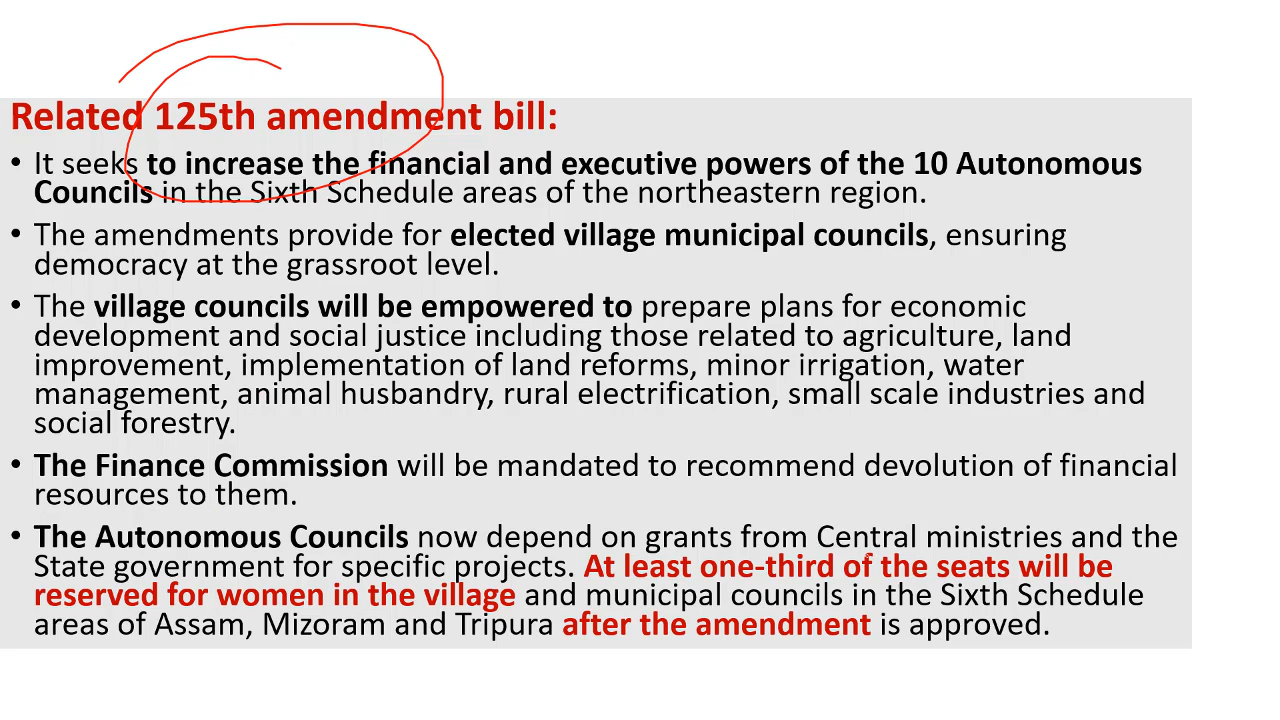 Related 125th amendment bill:
• It seeks to increase the financial and executive powers of the 10 Autonomous
Councils in the Sixth Schedule areas of the northeastern region.
• The amendments provide for elected village municipal councils, ensuring
democracy at the grassroot level.
• The village councils will be empowered to prepare plans for economic
development and social justice including those related to agriculture, land
improvement, implementation of land reforms, minor irrigation, water
management, animal husbandry, rural electrification, small scale industries and
social forestry.
• The Finance Commission will be mandated to recommend devolution of financial
resources to them.
• The Autonomous Councils now depend on grants from Central ministries and the
State government for specific projects. At least one-third of the seats will be
reserved for women in the village and municipal councils in the Sixth Schedule
areas of Assam, Mizoram and Tripura after the amendment is approved.